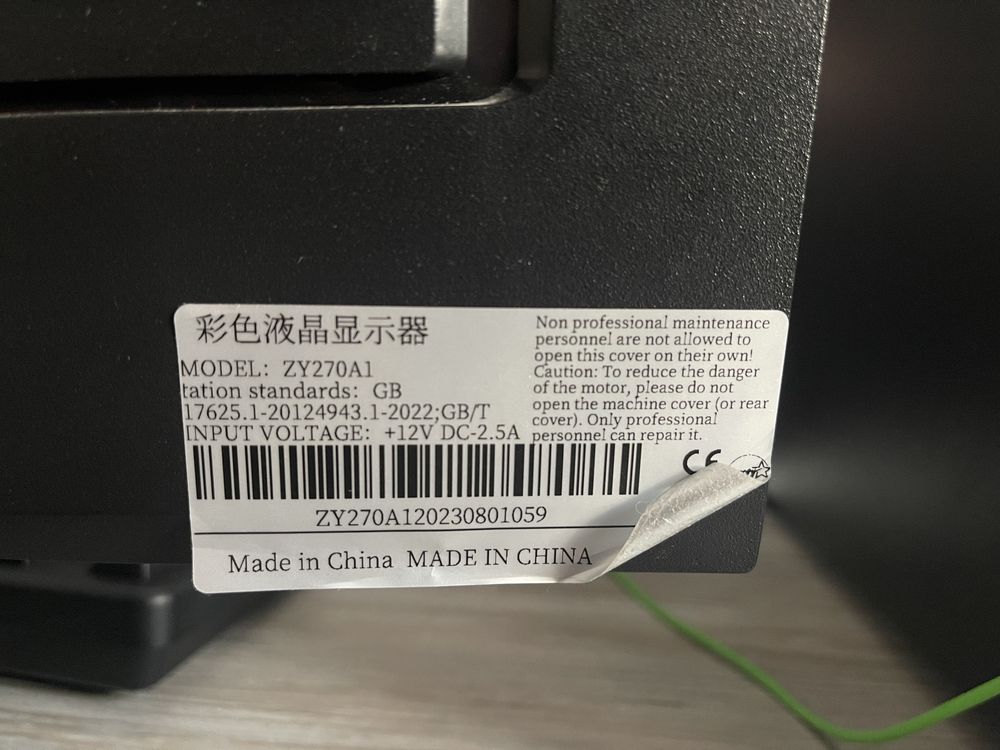 彩色液晶显示器
MODEL: ZY270A1
tation standards: GB
17625.1-20124943.1-2022;GB/T
INPUT VOLTAGE: +12V DC-2.5A
Non professional maintenance
personnel are not allowed to
open this cover on their own!
Caution: To reduce the danger
of the motor, please do not
open the machine cover (or rear
cover). Only professional
personnel can repair it.
CE
ZY270A120230801059
Made in China MADE IN CHINA